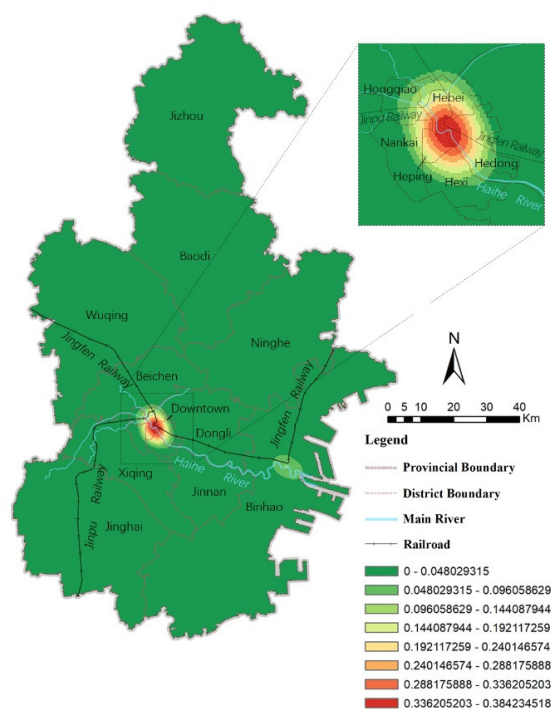 Jizhou
Baodi
Wuqing
Ninghe
Jingfen Railway
Beichen
Downtown
Dongli
Jingfen Railway
Xiqing
Haihe River
Jinnan
Binhao
Jinghai
Jinpu Railway
Hongqiao
Hebei
Jinpu Railway
Jingfen Railway
Nankai
Hedong
Heping
Hexi
Haihe River
N
0 5 10 20 30 40
Km
Legend
Provincial Boundary
District Boundary
Main River
Railroad
0 - 0.048029315
0.048029315 - 0.096058629
0.096058629 - 0.144087944
0.144087944 - 0.192117259
0.192117259 - 0.240146574
0.240146574 - 0.288175888
0.288175888 - 0.336205203
0.336205203 - 0.384234518